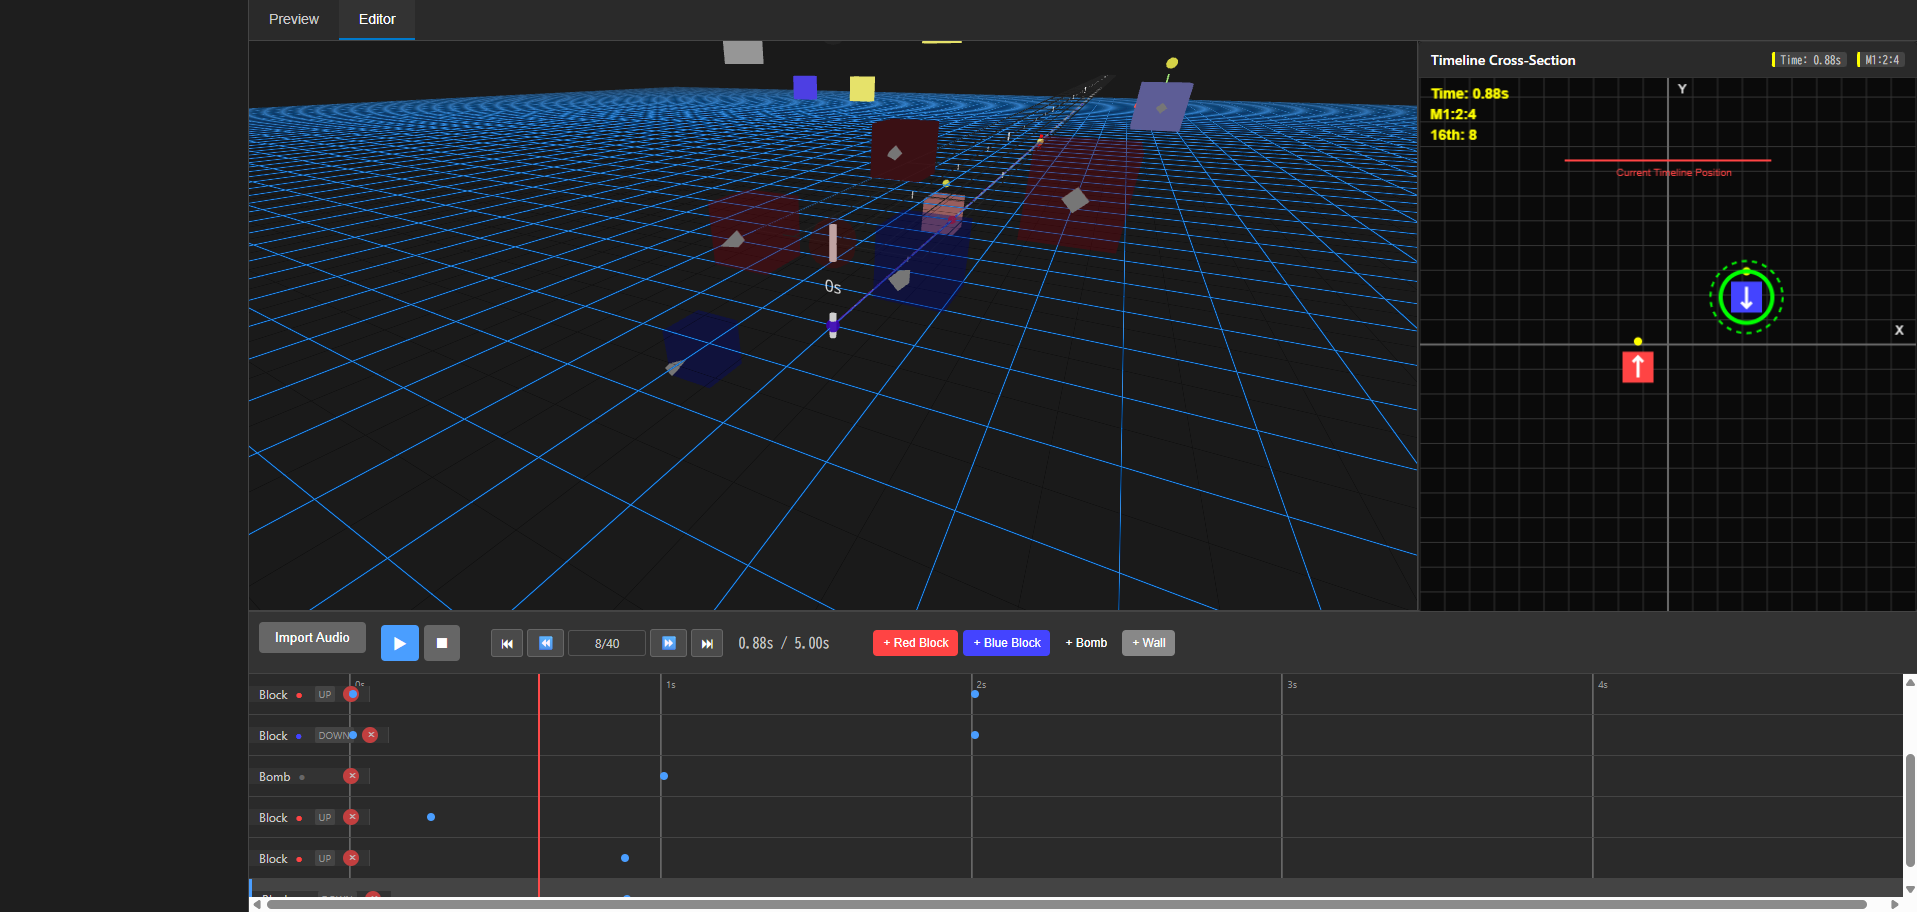 Preview Editor
Timeline Cross-Section Time: 0.88s M1:2:4
Time: 0.88s
M1:2:4
16th: 8
Y
Current Timeline Position
X
0s
Import Audio 8/40 0.88s / 5.00s + Red Block + Blue Block + Bomb + Wall
0s 1s 2s 3s 4s
Block UP
Block DOWN
Bomb
Block UP
Block UP